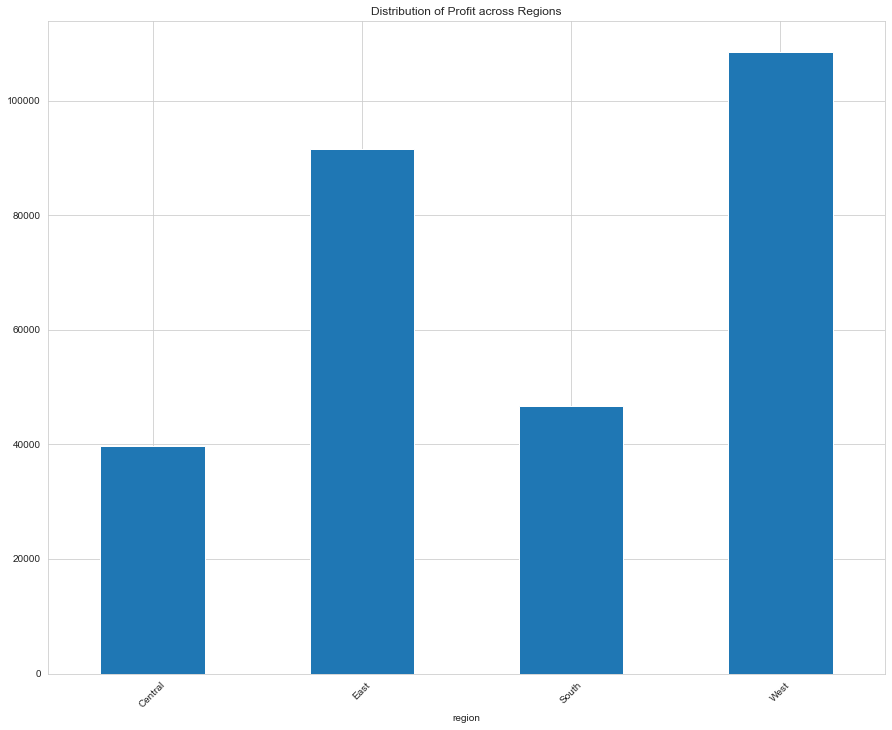 Distribution of Profit across Regions
100000
80000
60000
40000
20000
0
Central
East
South
West
region